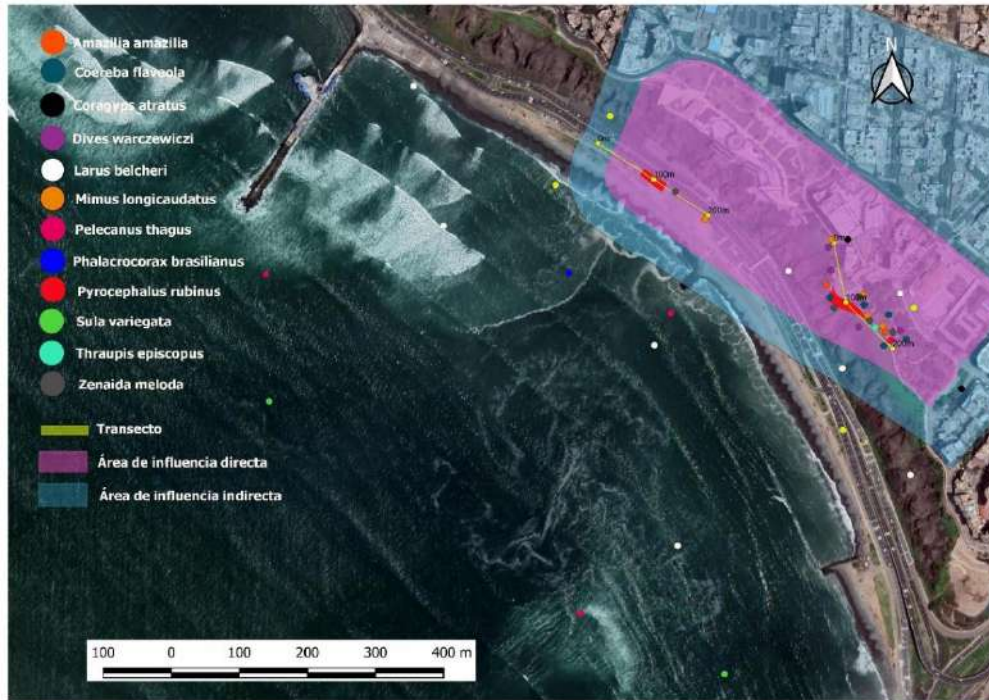 Amazilia amazilia
Coereba flaveola
Coragyps atratus
Dives warczewiczi
Larus belcheri
Mimus longicaudatus
Pelecanus thagus
Phalacrocorax brasilianus
Pyrocephalus rubinus
Sula variegata
Thraupis episcopus
Zenaida meloda
Transecto
Área de influencia directa
Área de influencia indirecta
N
100m
100 0 100 200 300 400 m